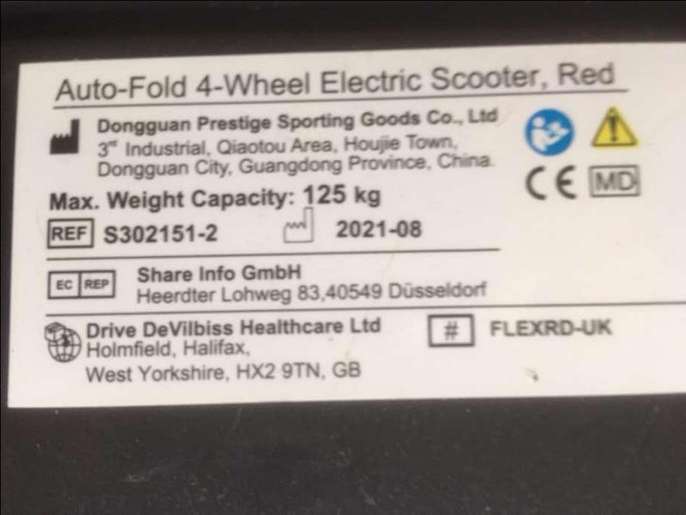 Auto-Fold 4-Wheel Electric Scooter, Red
Dongguan Prestige Sporting Goods Co., Ltd
3rd Industrial, Qiaotou Area, Houjie Town,
Dongguan City, Guangdong Province, China.
CE MD
Max. Weight Capacity: 125 kg
REF S302151-2 2021-08
EC REP Share Info GmbH
Heerdter Lohweg 83,40549 Düsseldorf
Drive DeVilbiss Healthcare Ltd # FLEXRD-UK
Holmfield, Halifax,
West Yorkshire, HX2 9TN, GB